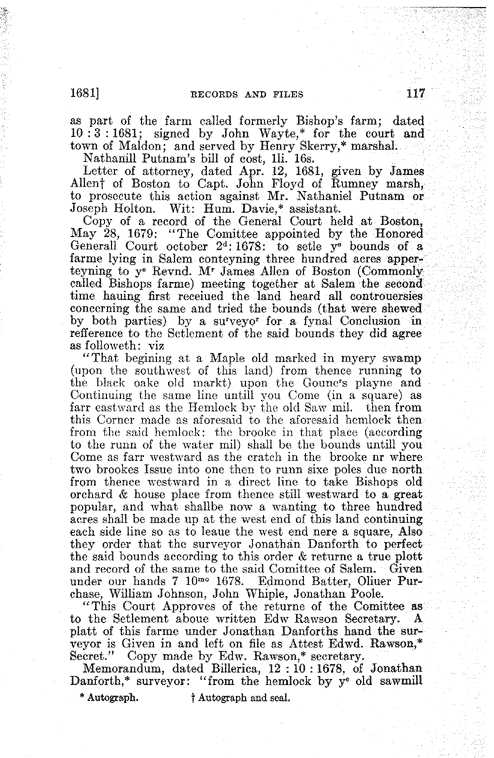 1681] RECORDS AND FILES 117
as part of the farm called formerly Bishop's farm; dated
10 : 3 : 1681; signed by John Wayte,* for the court and
town of Maldon; and served by Henry Skerry,* marshal.
Nathanill Putnam's bill of cost, 1li. 16s.
Letter of attorney, dated Apr. 12, 1681, given by James
Allen† of Boston to Capt. John Floyd of Rumney marsh,
to prosecute this action against Mr. Nathaniel Putnam or
Joseph Holton. Wit: Hum. Davie,* assistant.
Copy of a record of the General Court held at Boston,
May 28, 1679: "The Comittee appointed by the Honored
Generall Court october 2ᵈ: 1678: to setle yᵉ bounds of a
farme lying in Salem conteyning three hundred acres apper-
teyning to yᵉ Revnd. Mʳ James Allen of Boston (Commonly
called Bishops farme) meeting together at Salem the second
time hauing first receiued the land heard all controuersies
concerning the same and tried the bounds (that were shewed
by both parties) by a suʳveyoʳ for a fynal Conclusion in
refference to the Setlement of the said bounds they did agree
as followeth: viz
"That begining at a Maple old marked in myery swamp
(upon the southwest of this land) from thence running to
the black oake old markt) upon the Gouneʳs playne and
Continuing the same line untill you Come (in a square) as
farr eastward as the Hemlock by the old Saw mil. then from
this Corner made as aforesaid to the aforesaid hemlock then
from the said hemlock: the brooke in that place (according
to the runn of the water mil) shall be the bounds untill you
Come as farr westward as the cratch in the brooke nr where
two brookes Issue into one then to runn sixe poles due north
from thence westward in a direct line to take Bishops old
orchard & house place from thence still westward to a great
popular, and what shallbe now a wanting to three hundred
acres shall be made up at the west end of this land continuing
each side line so as to leaue the west end nere a square, Also
they order that the surveyor Jonathan Danforth to perfect
the said bounds according to this order & returne a true plott
and record of the same to the said Comittee of Salem. Given
under our hands 7 10ᵐᵒ 1678. Edmond Batter, Oliuer Pur-
chase, William Johnson, John Whiple, Jonathan Poole.
"This Court Approves of the returne of the Comittee as
to the Setlement aboue written Edw Rawson Secretary. A
platt of this farme under Jonathan Danforths hand the sur-
veyor is Given in and left on file as Attest Edwd. Rawson,*
Secret." Copy made by Edw. Rawson,* secretary.
Memorandum, dated Billerica, 12 : 10 : 1678, of Jonathan
Danforth,* surveyor: "from the hemlock by yᵉ old sawmill
* Autograph. † Autograph and seal.